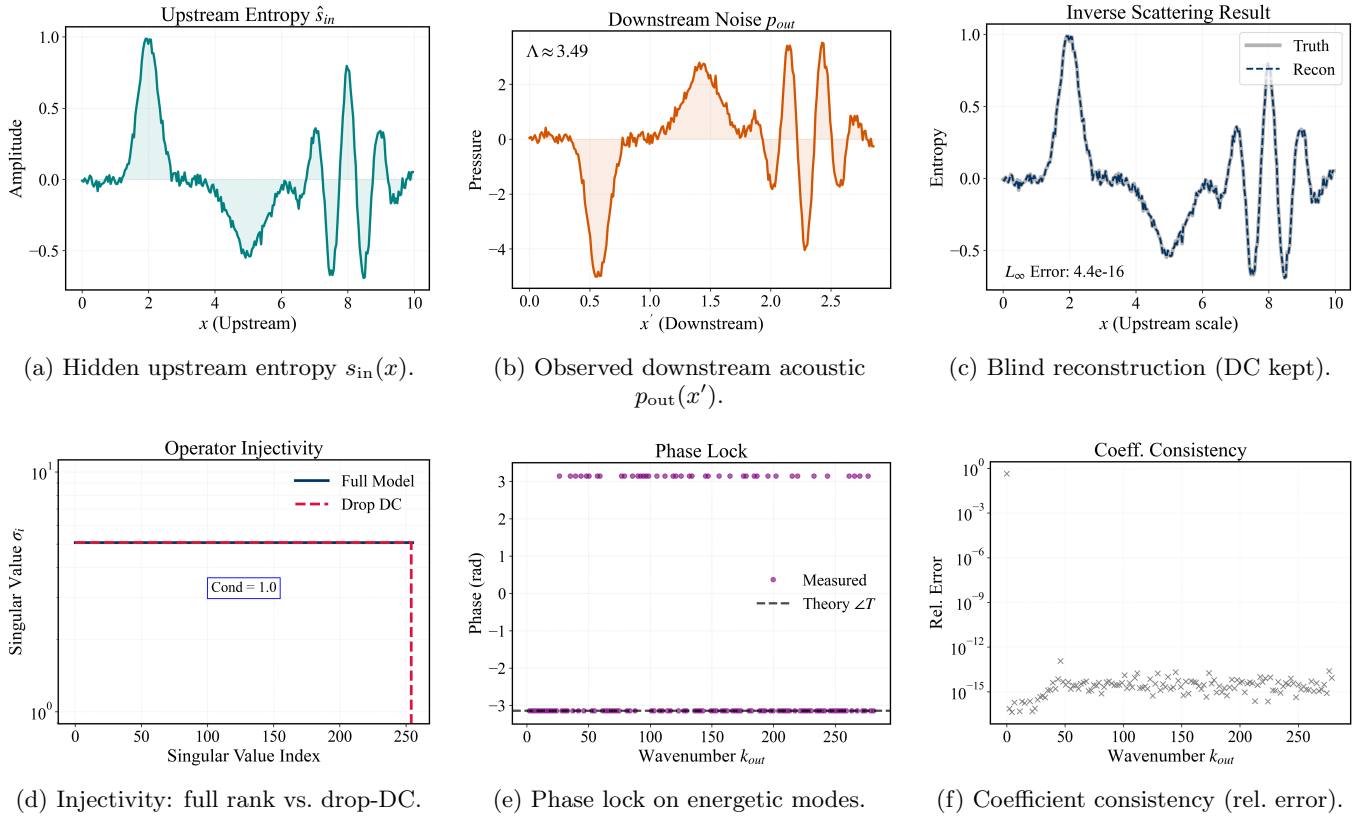 Upstream Entropy ŝ_in
Amplitude
1.0
0.5
0.0
−0.5
0 2 4 6 8 10
x (Upstream)
(a) Hidden upstream entropy s_in(x).
Downstream Noise p_out
Λ ≈ 3.49
Pressure
2
0
−2
−4
0.0 0.5 1.0 1.5 2.0 2.5
x′ (Downstream)
(b) Observed downstream acoustic
p_out(x′).
Inverse Scattering Result
Truth
Recon
Entropy
1.0
0.5
0.0
−0.5
L_∞ Error: 4.4e-16
0 2 4 6 8 10
x (Upstream scale)
(c) Blind reconstruction (DC kept).
Operator Injectivity
Full Model
Drop DC
Singular Value σ_i
10^1
10^0
Cond = 1.0
0 50 100 150 200 250
Singular Value Index
(d) Injectivity: full rank vs. drop-DC.
Phase Lock
Phase (rad)
3
2
1
0
−1
−2
−3
Measured
Theory ∠T
0 50 100 150 200 250
Wavenumber k_out
(e) Phase lock on energetic modes.
Coeff. Consistency
Rel. Error
10^0
10^−3
10^−6
10^−9
10^−12
10^−15
0 50 100 150 200 250
Wavenumber k_out
(f) Coefficient consistency (rel. error).